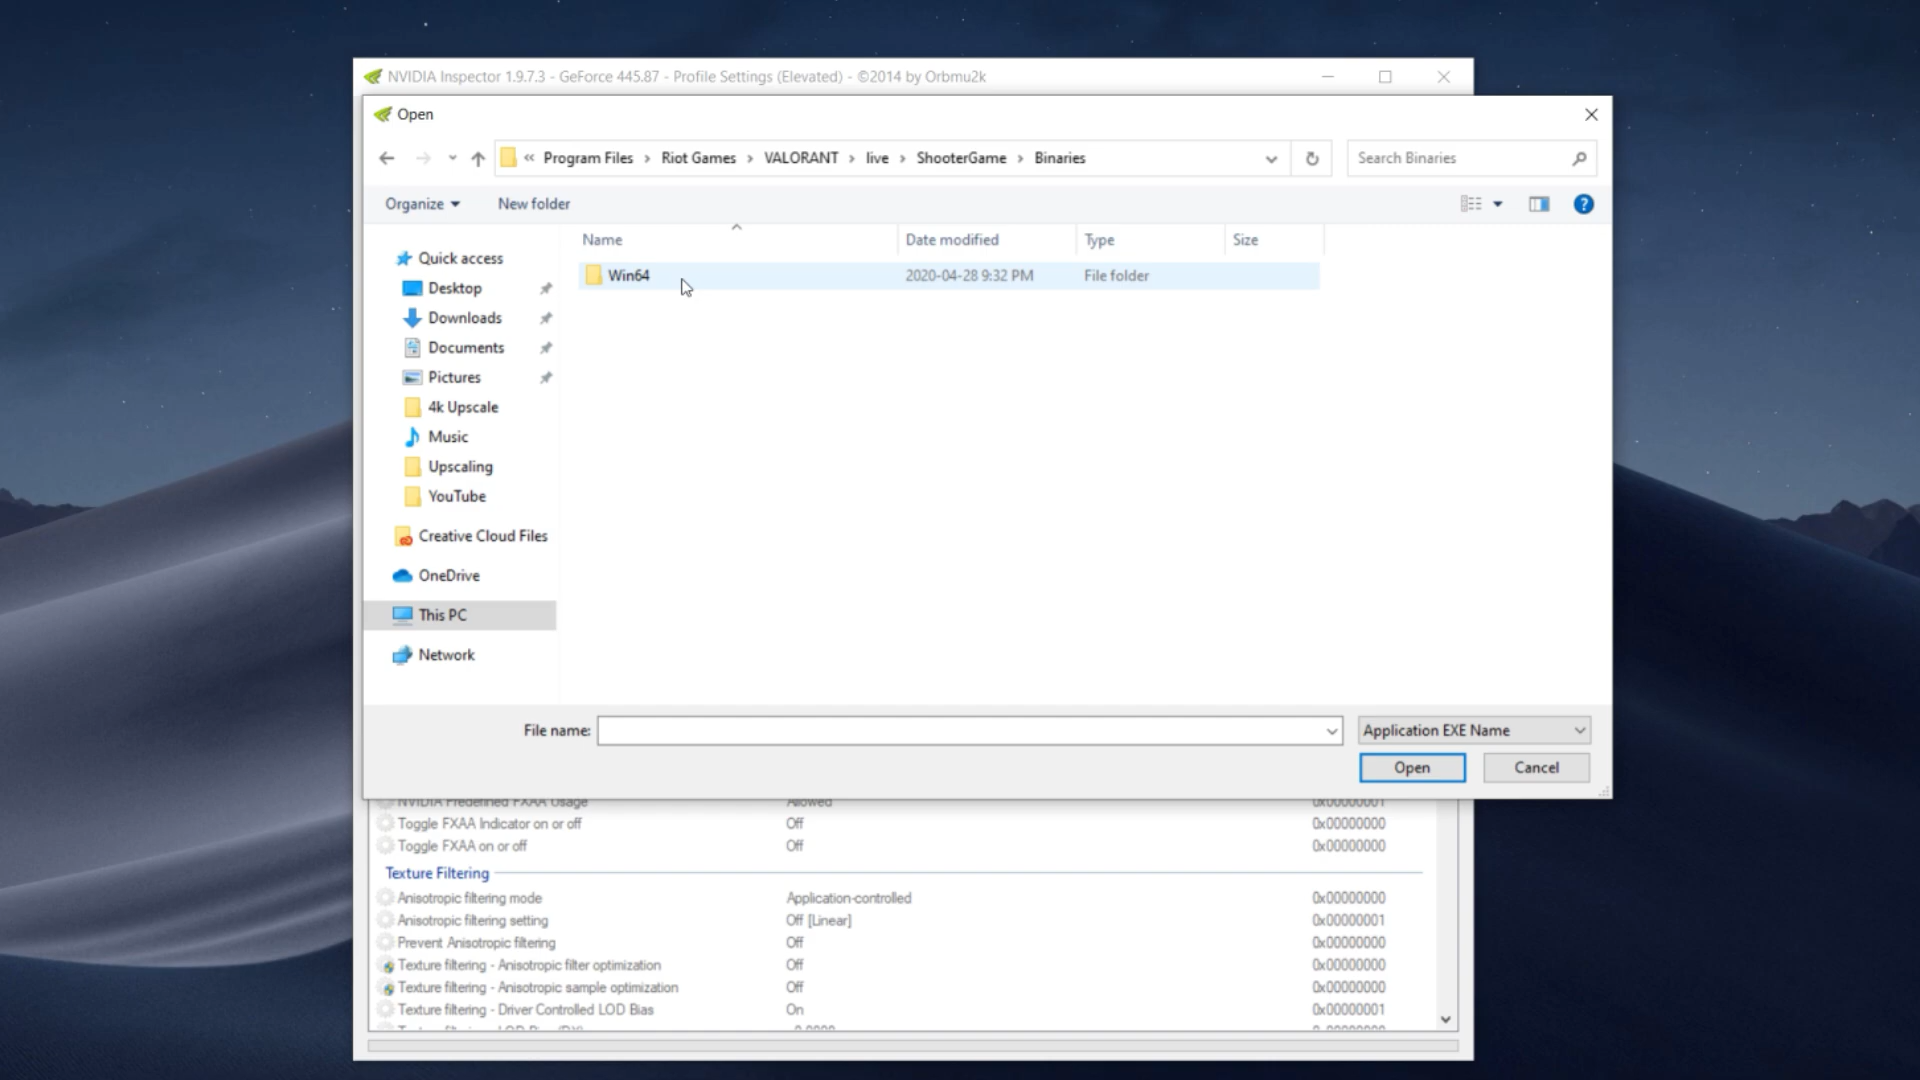 NVIDIA Inspector 1.9.7.3 - GeForce 445.87 - Profile Settings (Elevated) - ©2014 by Orbmu2k
Open
« Program Files › Riot Games › VALORANT › live › ShooterGame › Binaries
Search Binaries
Organize
New folder
Name
Date modified
Type
Size
Win64
2020-04-28 9:32 PM
File folder
Quick access
Desktop
Downloads
Documents
Pictures
4k Upscale
Music
Upscaling
YouTube
Creative Cloud Files
OneDrive
This PC
Network
File name:
Application EXE Name
Open
Cancel
NVIDIA Predefined FXAA Usage Allowed 0x00000001
Toggle FXAA Indicator on or off Off 0x00000000
Toggle FXAA on or off Off 0x00000000
Texture Filtering
Anisotropic filtering mode Application-controlled 0x00000000
Anisotropic filtering setting Off [Linear] 0x00000001
Prevent Anisotropic filtering Off 0x00000000
Texture filtering - Anisotropic filter optimization Off 0x00000000
Texture filtering - Anisotropic sample optimization Off 0x00000000
Texture filtering - Driver Controlled LOD Bias On 0x00000001